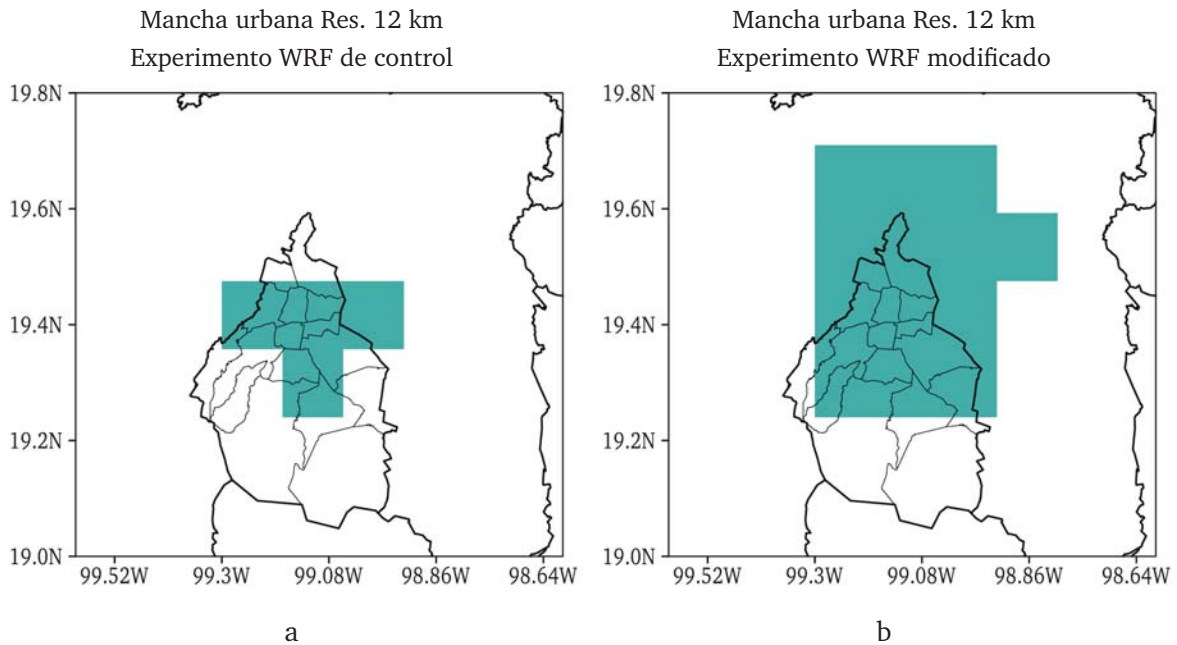 Mancha urbana Res. 12 km
Experimento WRF de control
19.8N
19.6N
19.4N
19.2N
19.0N
99.52W 99.3W 99.08W 98.86W 98.64W
a
Mancha urbana Res. 12 km
Experimento WRF modificado
19.8N
19.6N
19.4N
19.2N
19.0N
99.52W 99.3W 99.08W 98.86W 98.64W
b